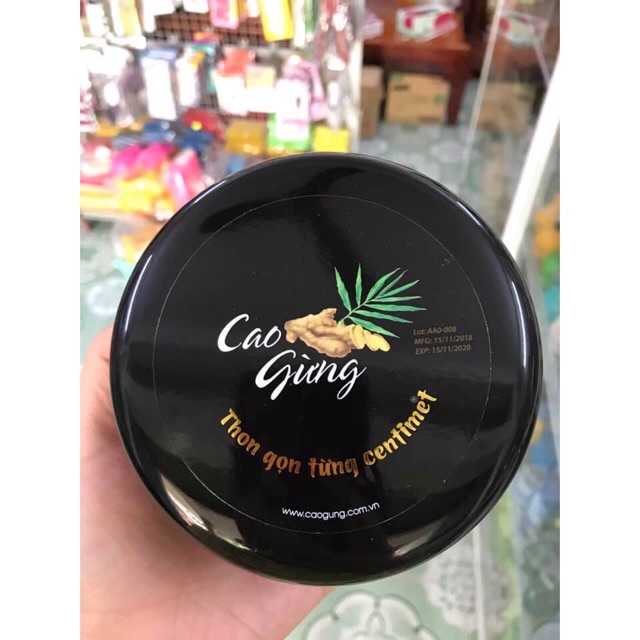 Cao
Gừng
Lot: AA0-008
MFG: 15/11/2018
EXP: 15/11/2020
Thon gọn từng centimet
www.caogung.com.vn